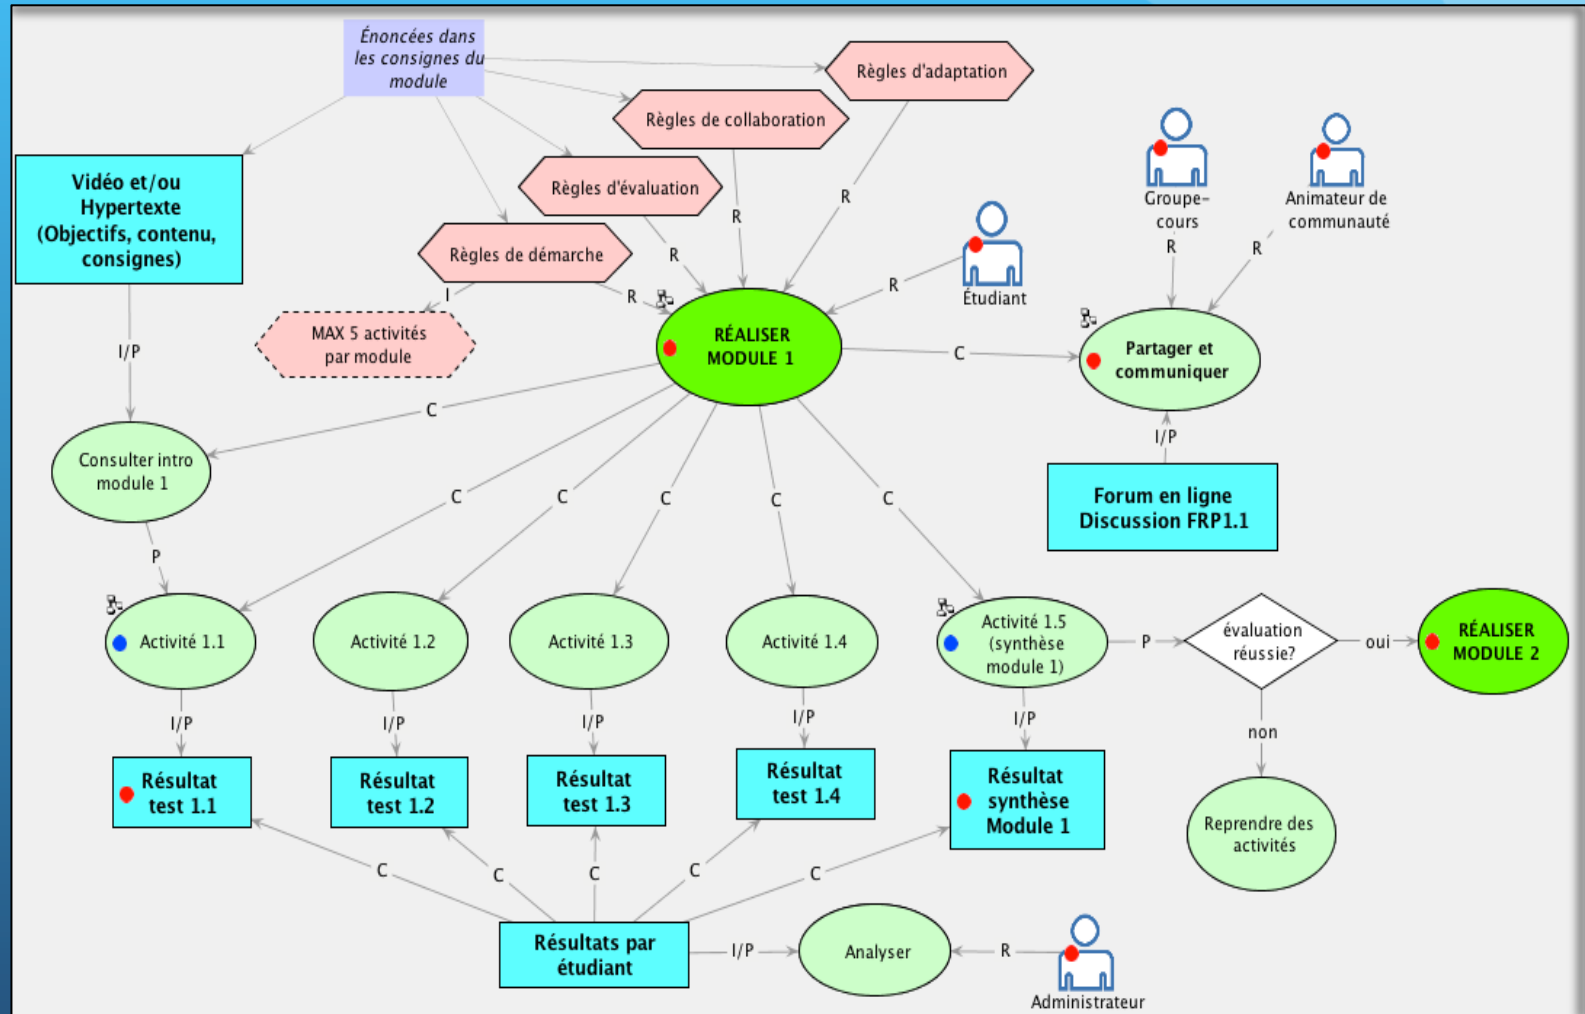 Énoncées dans
les consignes du
module
Règles d'adaptation
Règles de collaboration
Règles d'évaluation
Règles de démarche
MAX 5 activités
par module
Vidéo et/ou
Hypertexte
(Objectifs, contenu,
consignes)
Groupe-
cours
Animateur de
communauté
Étudiant
R
R
R
R
R
R
R
I
I/P
RÉALISER
MODULE 1
C
Partager et
communiquer
I/P
Forum en ligne
Discussion FRP1.1
Consulter intro
module 1
P
C
C
C
C
C
C
Activité 1.1
Activité 1.2
Activité 1.3
Activité 1.4
Activité 1.5
(synthèse
module 1)
P
évaluation
réussie?
oui
RÉALISER
MODULE 2
non
Reprendre des
activités
I/P
I/P
I/P
I/P
I/P
Résultat
test 1.1
Résultat
test 1.2
Résultat
test 1.3
Résultat
test 1.4
Résultat
synthèse
Module 1
C
C
C
C
C
Résultats par
étudiant
I/P
Analyser
R
Administrateur